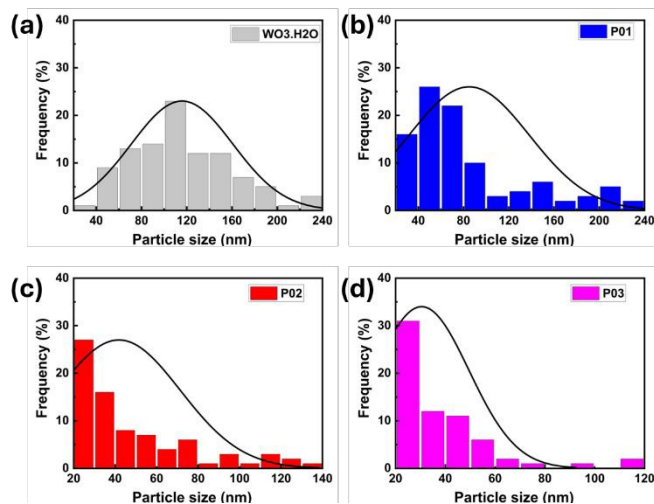 (a)
WO3.H2O
Frequency (%)
40
30
20
10
0
40 80 120 160 200 240
Particle size (nm)
(b)
P01
Frequency (%)
40
30
20
10
0
40 80 120 160 200 240
Particle size (nm)
(c)
P02
Frequency (%)
40
30
20
10
0
20 40 60 80 100 120 140
Particle size (nm)
(d)
P03
Frequency (%)
40
30
20
10
0
20 40 60 80 100 120
Particle size (nm)